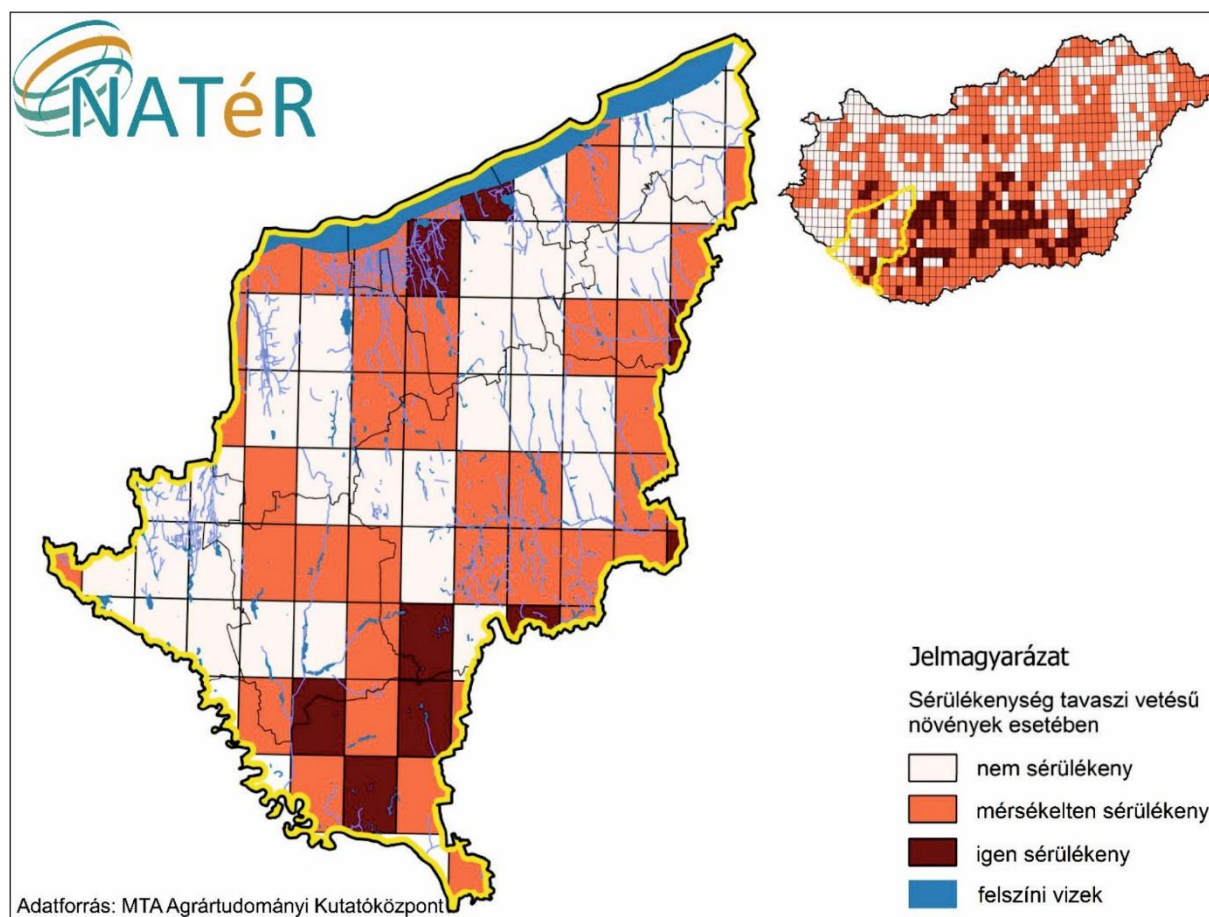 NATéR
Jelmagyarázat
Sérülékenység tavaszi vetésű
növények esetében
nem sérülékeny
mérsékelten sérülékeny
igen sérülékeny
felszíni vizek
Adatforrás: MTA Agrártudományi Kutatóközpont